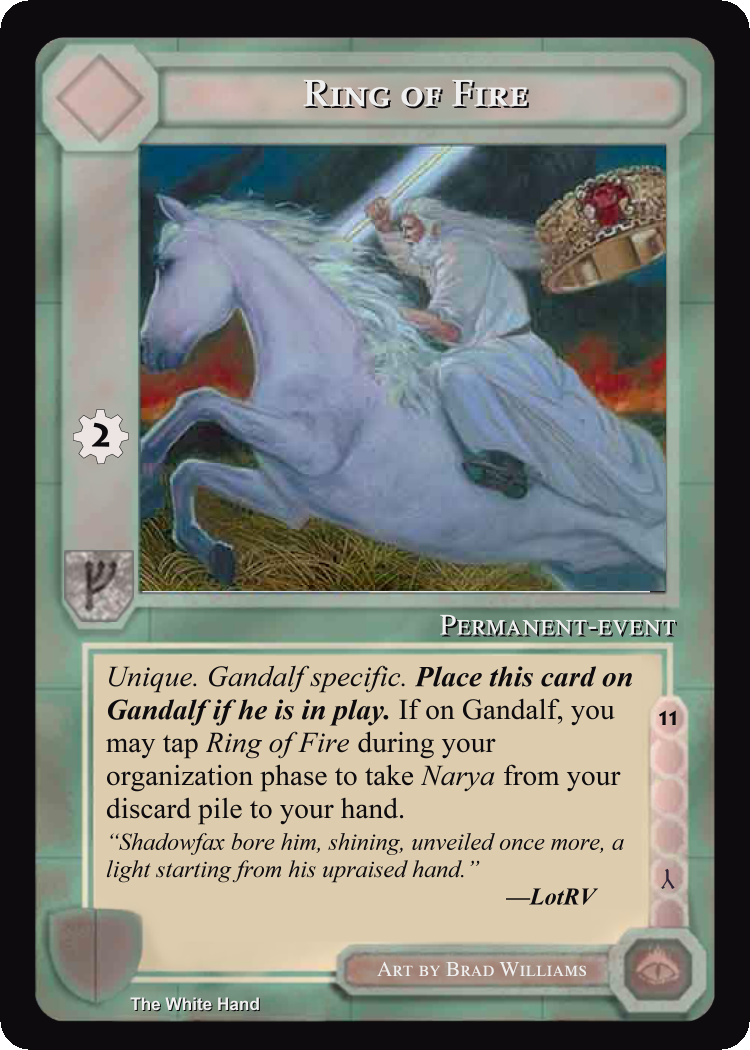 RING OF FIRE
2
PERMANENT-EVENT
Unique. Gandalf specific. Place this card on
Gandalf if he is in play. If on Gandalf, you
may tap Ring of Fire during your
organization phase to take Narya from your
discard pile to your hand.
“Shadowfax bore him, shining, unveiled once more, a
light starting from his upraised hand.”
—LotRV
11
ART BY BRAD WILLIAMS
The White Hand